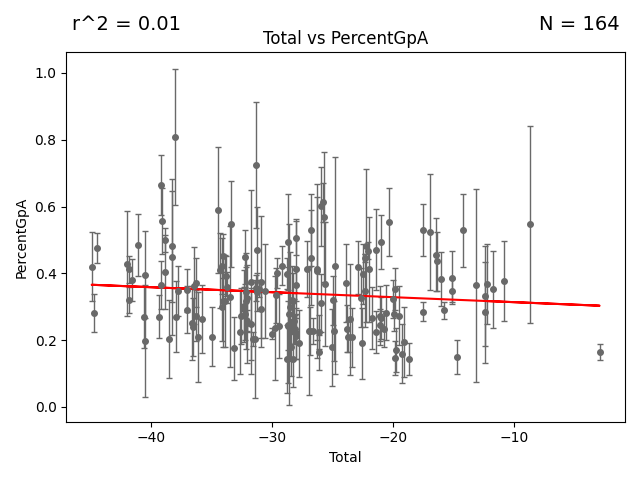 r^2 = 0.01
N = 164
Total vs PercentGpA
1.0
0.8
0.6
0.4
0.2
0.0
PercentGpA
−40
−30
−20
−10
Total